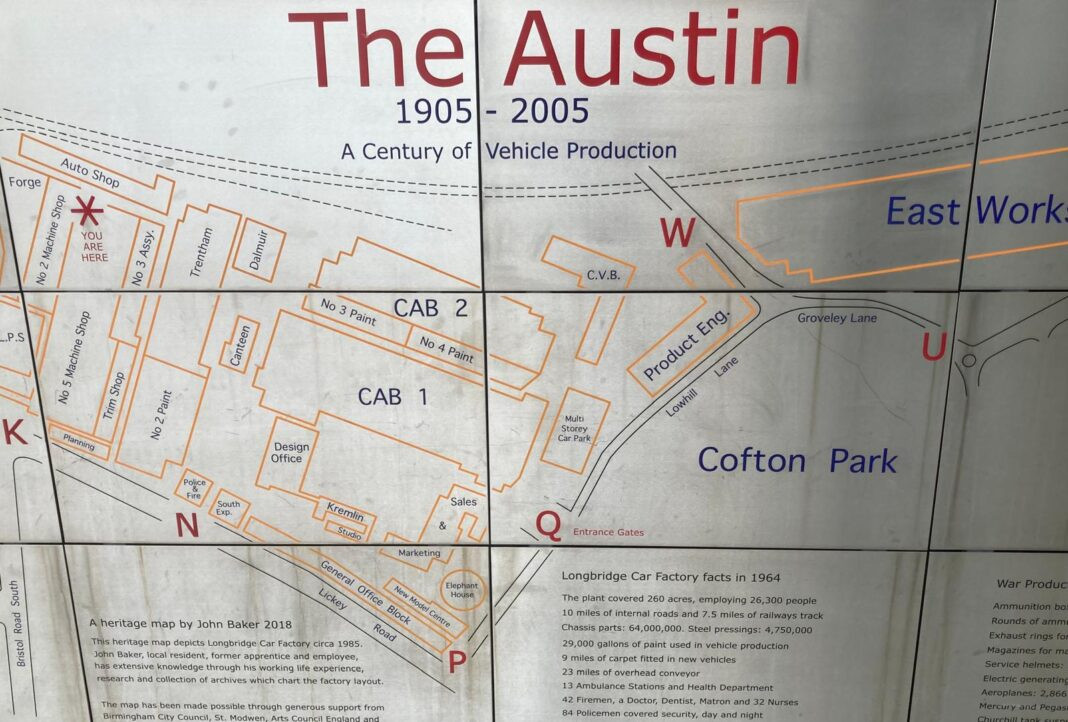 The Austin
1905 - 2005
A Century of Vehicle Production
Auto Shop
Forge
No 2 Machine Shop
YOU
ARE
HERE
No 3 Assy.
Trentham
Dalmuir
W
East Works
C.V.B.
L.P.S
No 5 Machine Shop
Trim Shop
No 2 Paint
Canteen
No 3 Paint
CAB 2
No 4 Paint
CAB 1
Product Eng.
Groveley Lane
U
Lowhill Lane
Multi
Storey
Car Park
Cofton Park
K
Planning
Design
Office
Police
&
Fire
South
Exp.
N
Kremlin
Studio
Sales
&
Marketing
Q
Entrance Gates
General Office Block
New Model Centre
Elephant
House
Lickey
Road
P
Bristol Road South
A heritage map by John Baker 2018
This heritage map depicts Longbridge Car Factory circa 1985.
John Baker, local resident, former apprentice and employee,
has extensive knowledge through his working life experience,
research and collection of archives which chart the factory layout.
The map has been made possible through generous support from
Birmingham City Council, St. Modwen, Arts Council England and
Longbridge Car Factory facts in 1964
The plant covered 260 acres, employing 26,300 people
10 miles of internal roads and 7.5 miles of railways track
Chassis parts: 64,000,000. Steel pressings: 4,750,000
29,000 gallons of paint used in vehicle production
9 miles of carpet fitted in new vehicles
23 miles of overhead conveyor
13 Ambulance Stations and Health Department
42 Firemen, a Doctor, Dentist, Matron and 32 Nurses
84 Policemen covered security, day and night
War Produc
Ammunition bo
Rounds of amm
Exhaust rings for
Magazines for ma
Service helmets:
Electric generating
Aeroplanes: 2,866
Mercury and Pegas